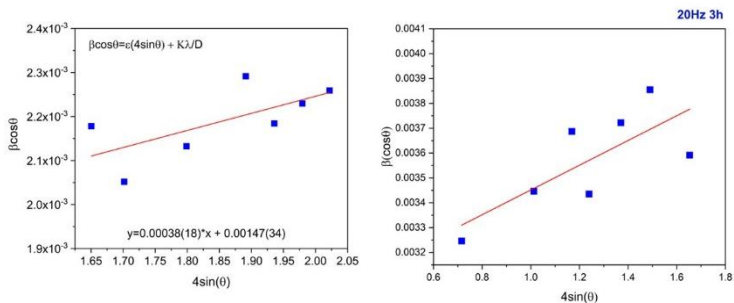 20Hz 3h
βcosθ=ε(4sinθ) + Kλ/D
y=0.00038(18)*x + 0.00147(34)
βcosθ
2.4x10⁻³
2.3x10⁻³
2.2x10⁻³
2.1x10⁻³
2.0x10⁻³
1.9x10⁻³
1.65 1.70 1.75 1.80 1.85 1.90 1.95 2.00 2.05
4sinθ
β(cosθ)
0.0041
0.0040
0.0039
0.0038
0.0037
0.0036
0.0035
0.0034
0.0033
0.0032
0.6 0.8 1.0 1.2 1.4 1.6 1.8
4sin(θ)